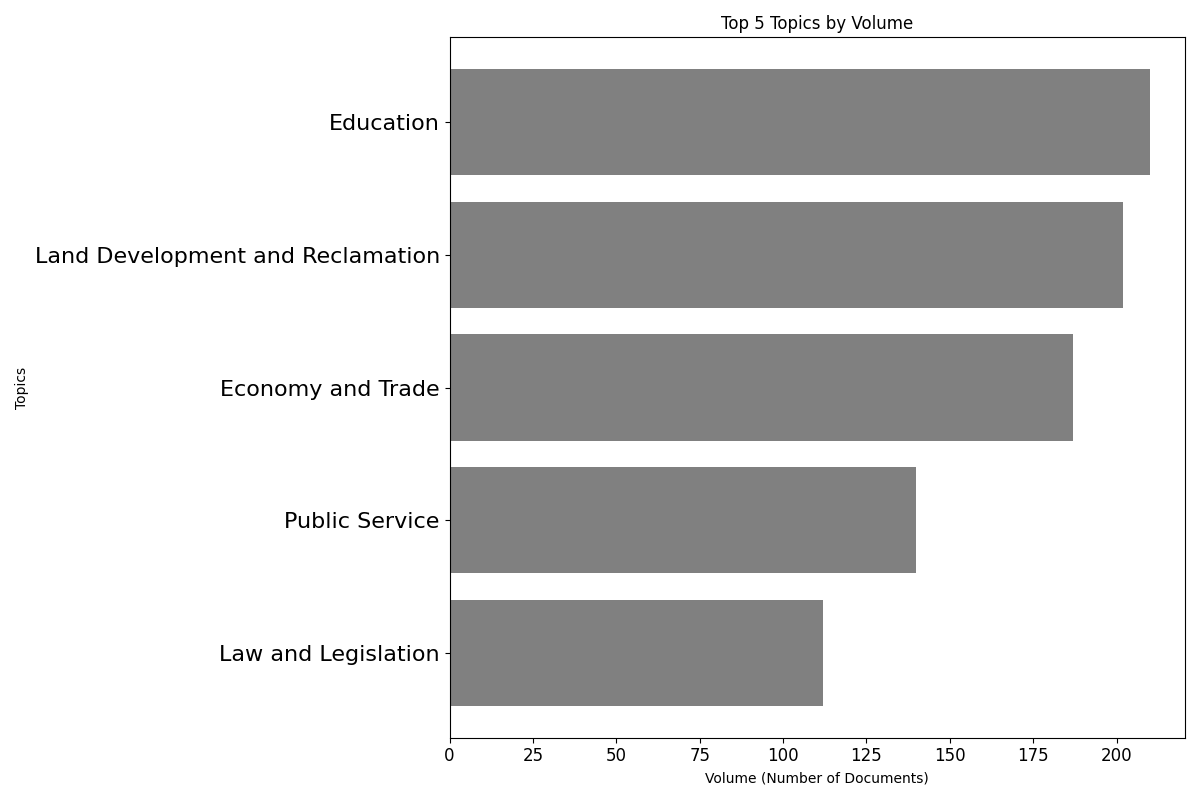 Top 5 Topics by Volume
Education
Land Development and Reclamation
Economy and Trade
Public Service
Law and Legislation
Topics
0 25 50 75 100 125 150 175 200
Volume (Number of Documents)